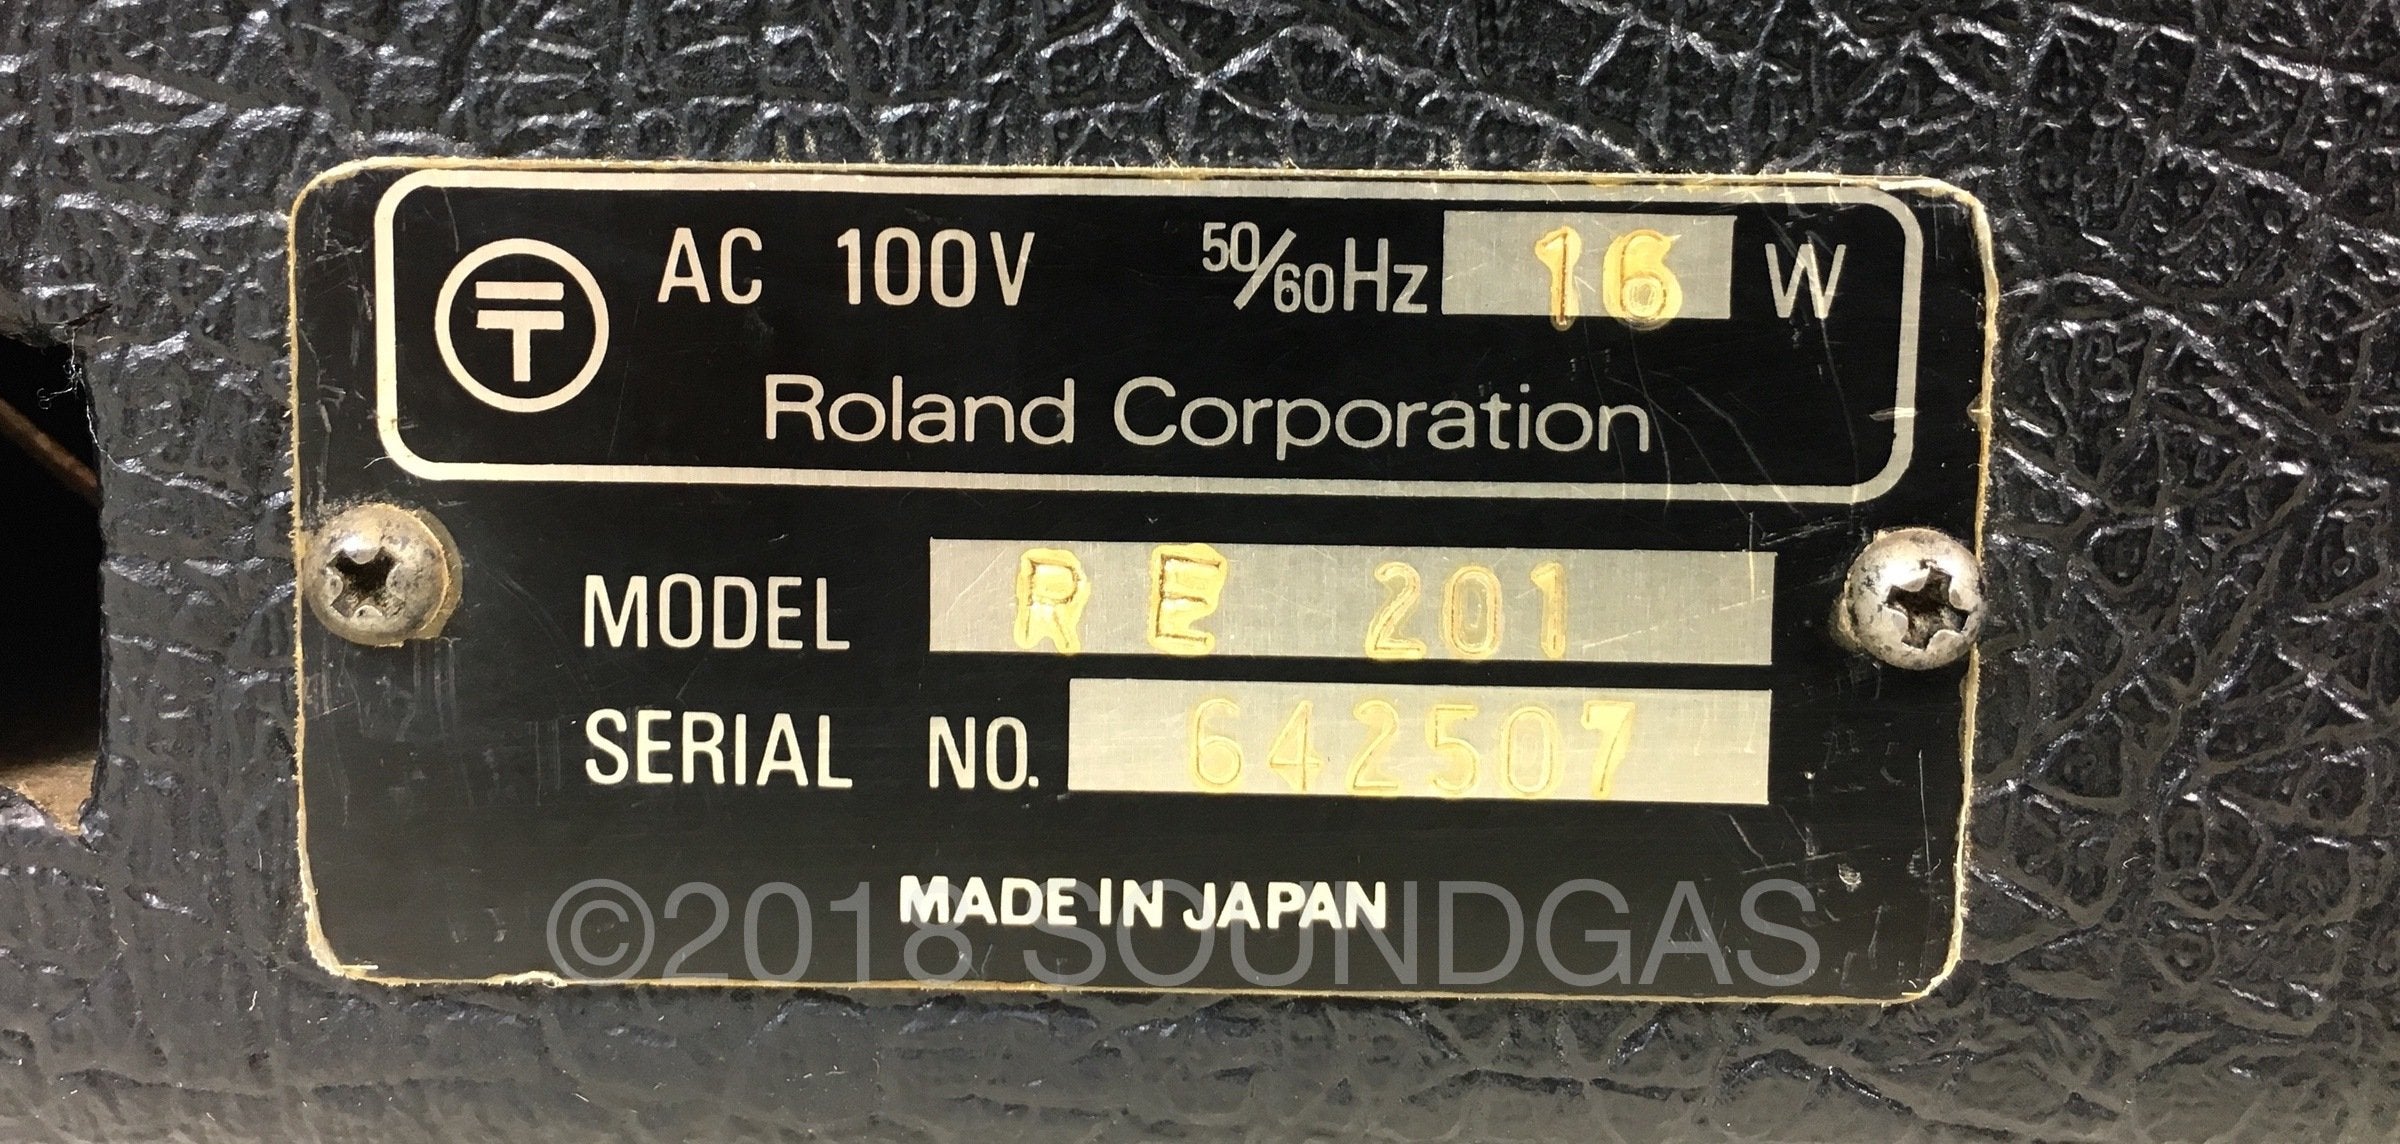 〒 AC 100V 50/60Hz 16 W
Roland Corporation
MODEL RE 201
SERIAL NO. 642507
MADE IN JAPAN
©2018 SOUNDGAS